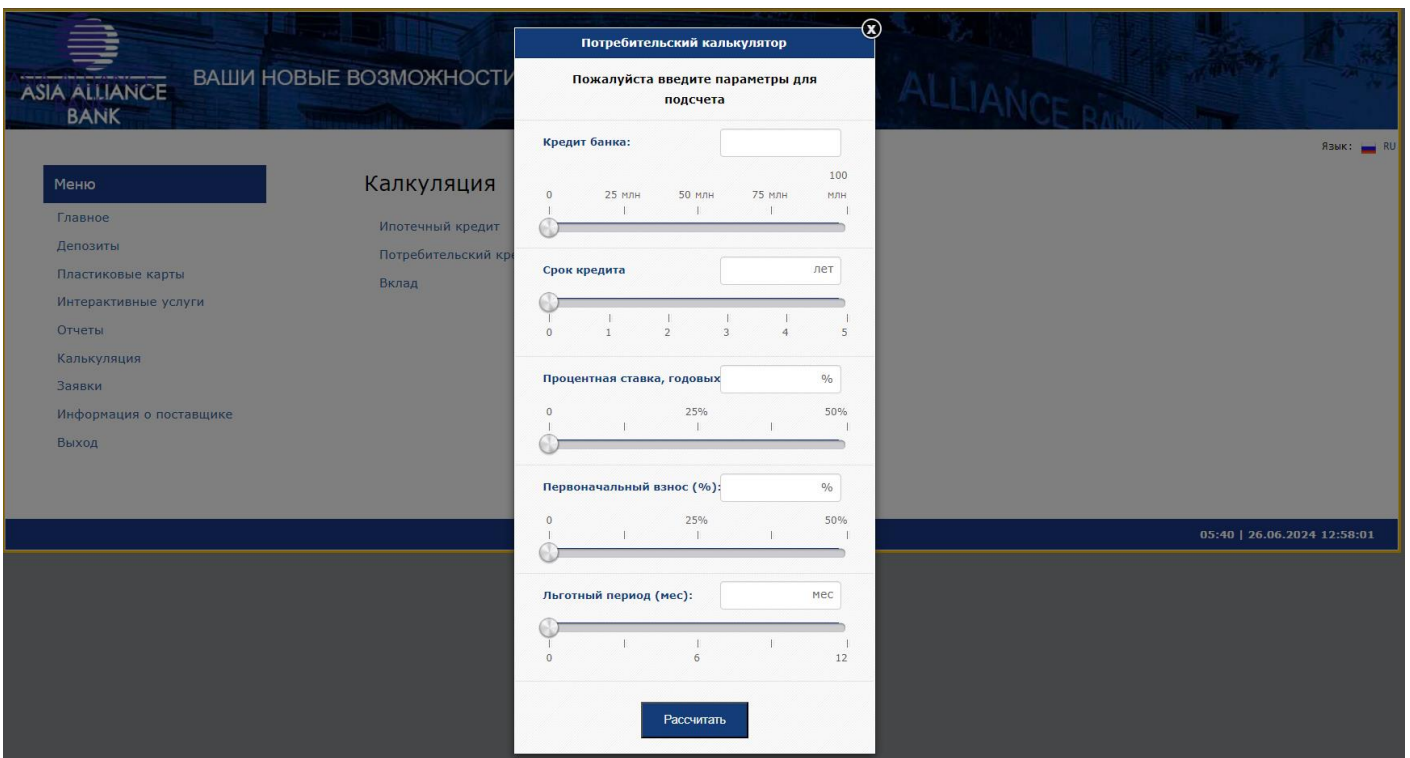 ASIA ALLIANCE
BANK
ВАШИ НОВЫЕ ВОЗМОЖНОСТИ
ALLIANCE BANK
Язык: RU
Меню
Главное
Депозиты
Пластиковые карты
Интерактивные услуги
Отчеты
Калькуляция
Заявки
Информация о поставщике
Выход
Калкуляция
Ипотечный кредит
Потребительский кре
Вклад
X
Потребительский калькулятор
Пожалуйста введите параметры для
подсчета
Кредит банка:
0 25 млн 50 млн 75 млн 100 млн
Срок кредита лет
0 1 2 3 4 5
Процентная ставка, годовых %
0 25% 50%
Первоначальный взнос (%): %
0 25% 50%
Льготный период (мес): мес
0 6 12
Рассчитать
05:40 | 26.06.2024 12:58:01